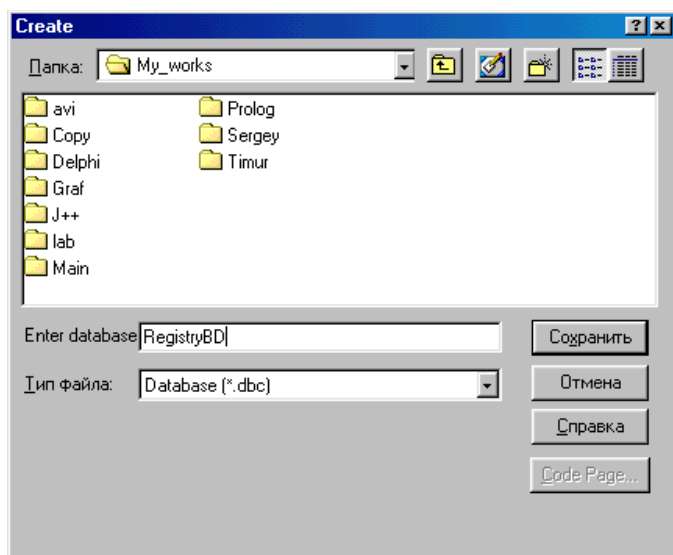 Create
Папка: My_works
avi Prolog
Copy Sergey
Delphi Timur
Graf
J++
lab
Main
Enter database RegistryBD Сохранить
Тип файла: Database (*.dbc) Отмена
Справка
Code Page...